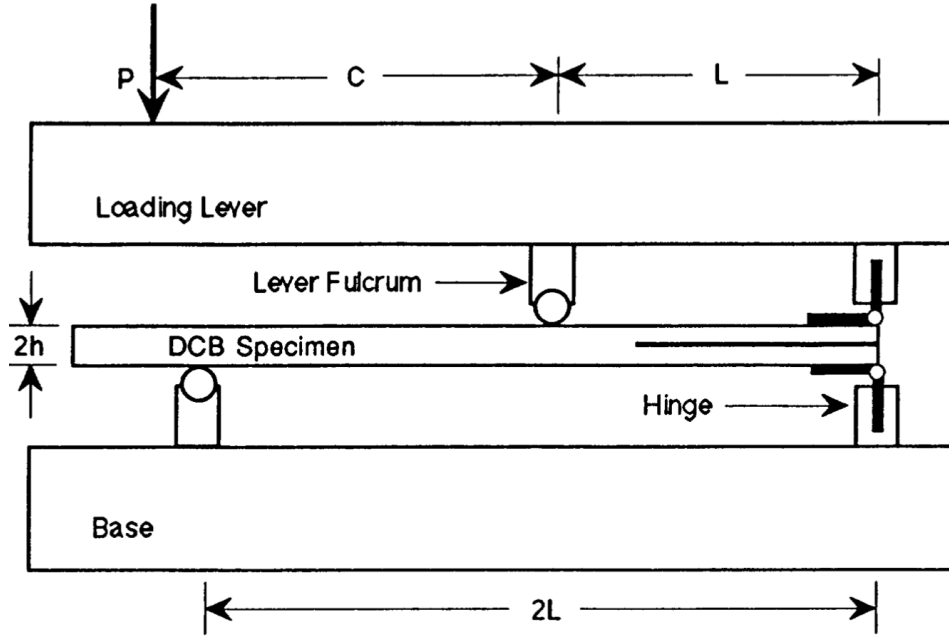 P
C
L
Loading Lever
Lever Fulcrum
2h
DCB Specimen
Hinge
Base
2L